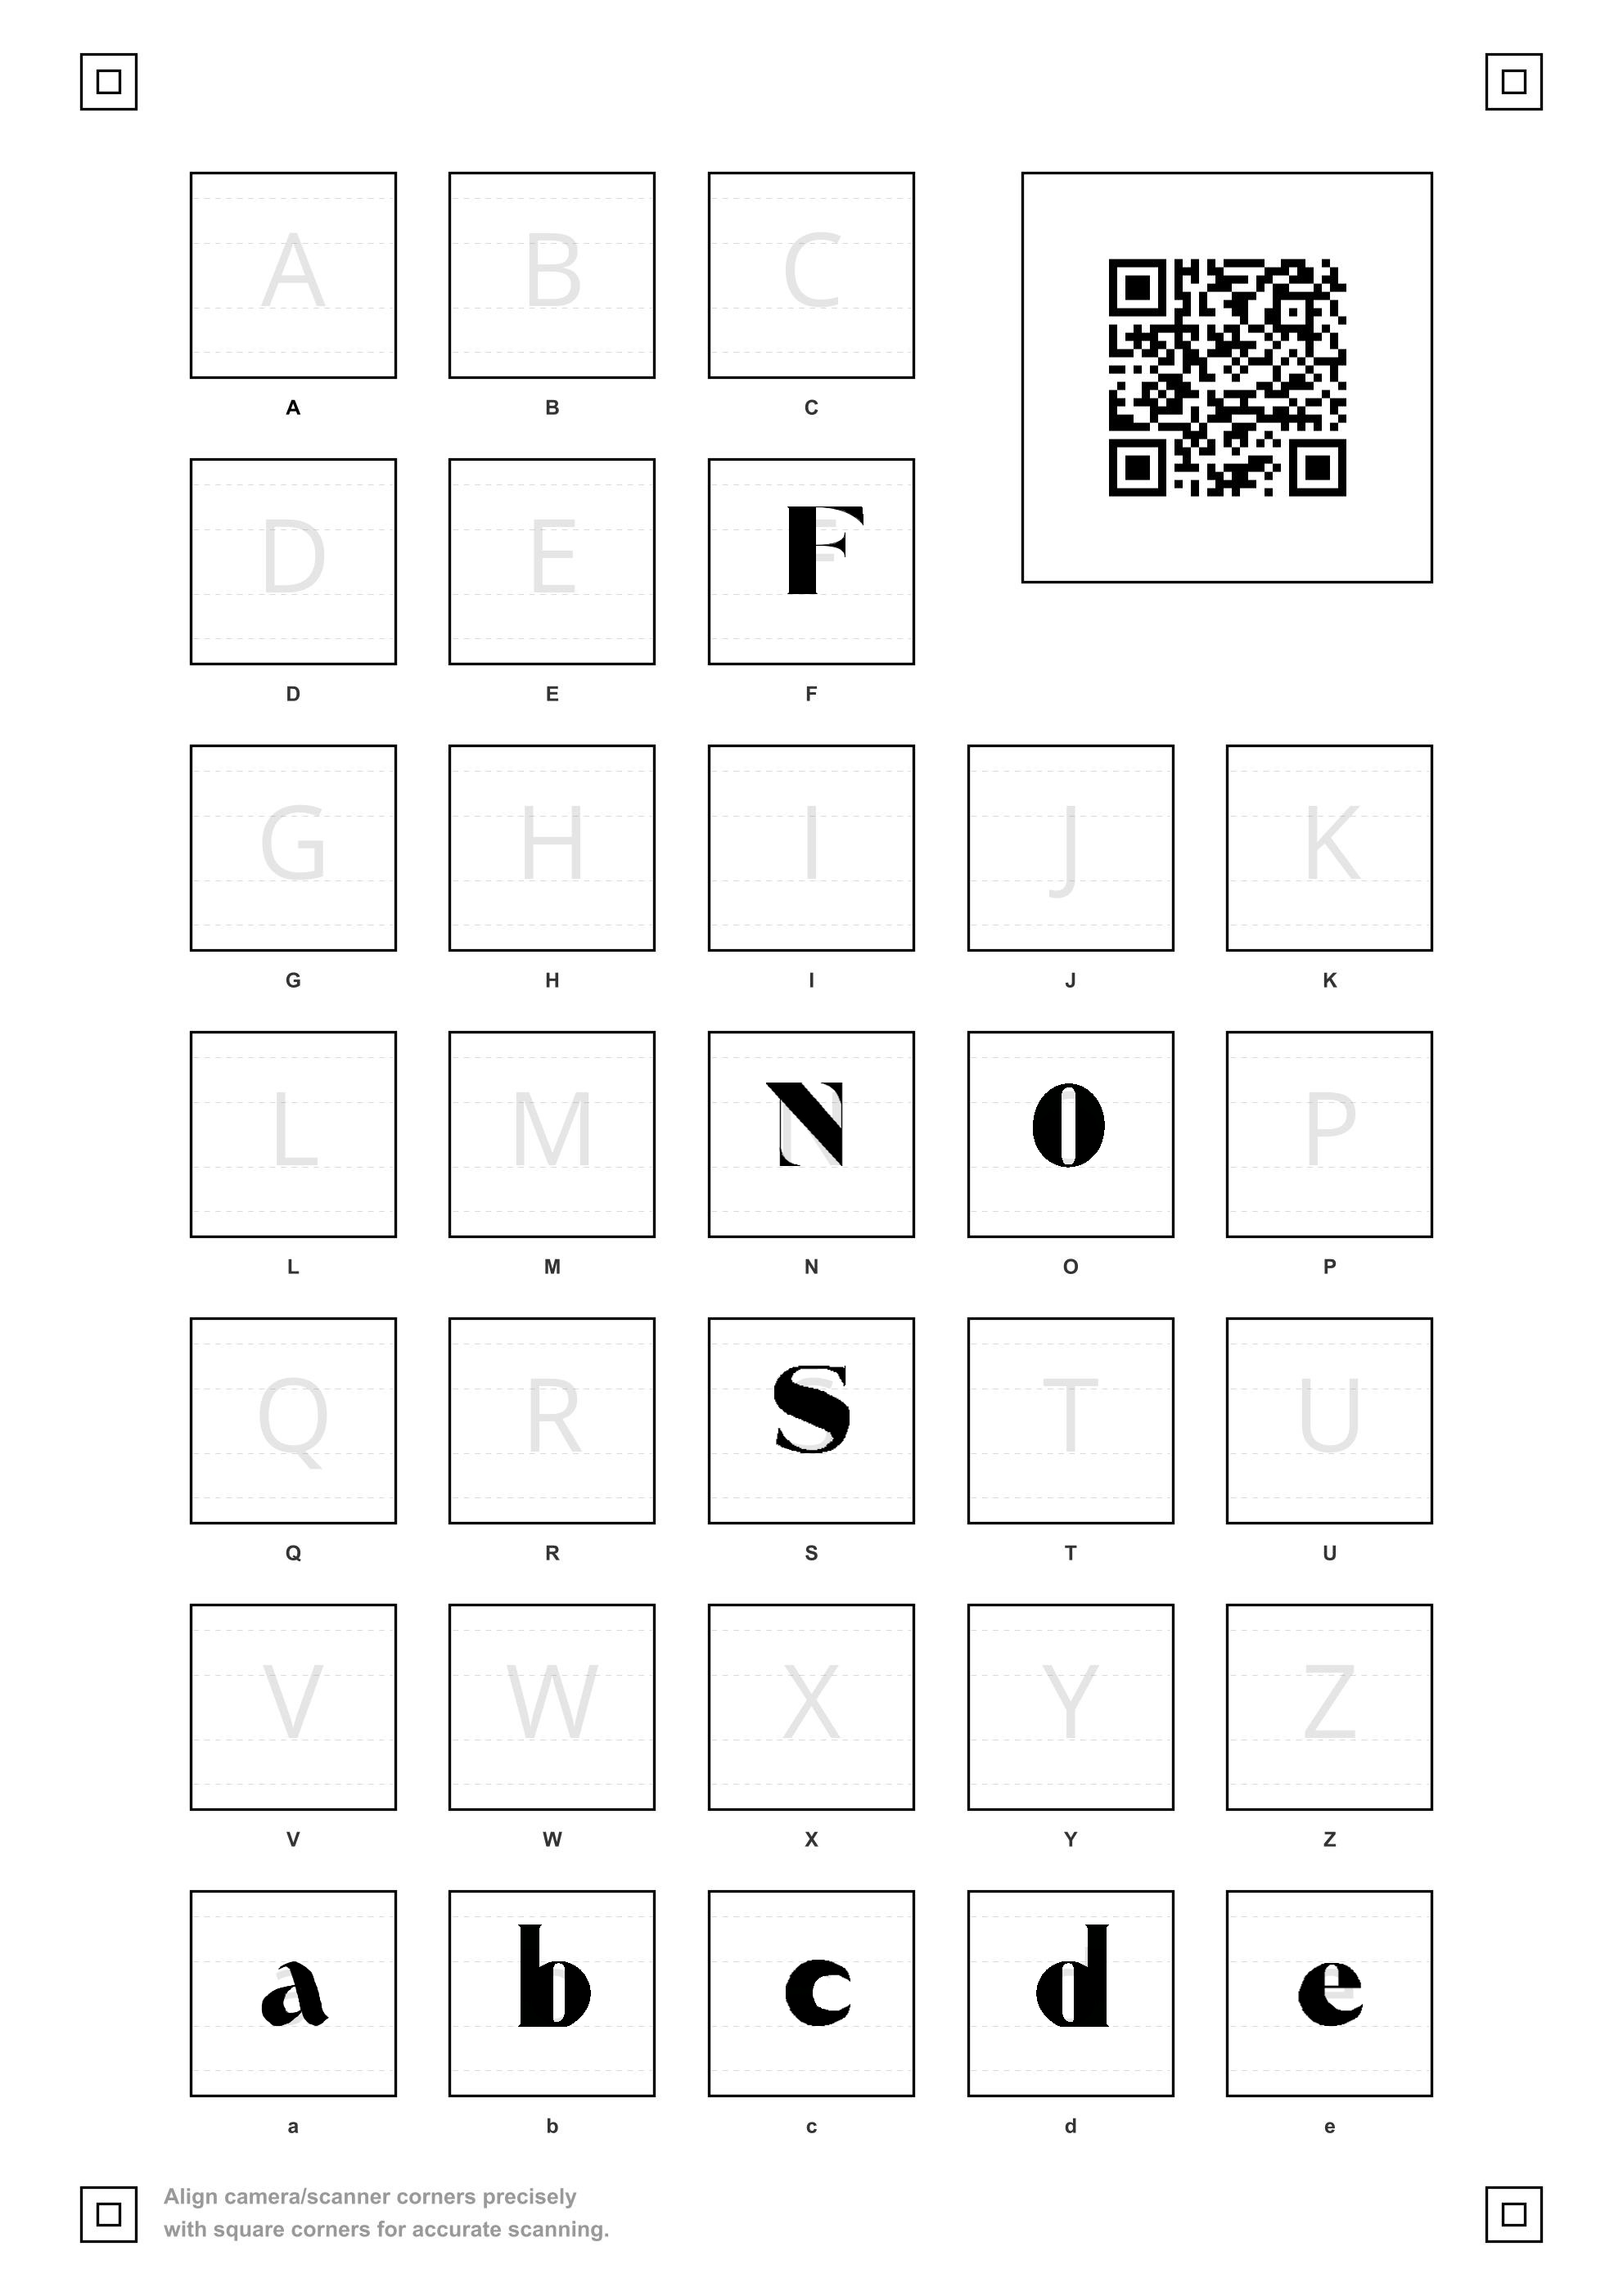 A B C
A B C
D E F
D E F
G H I J K
G H I J K
L M N O P
L M N O P
Q R S T U
Q R S T U
V W X Y Z
V W X Y Z
a b c d e
a b c d e
Align camera/scanner corners precisely
with square corners for accurate scanning.